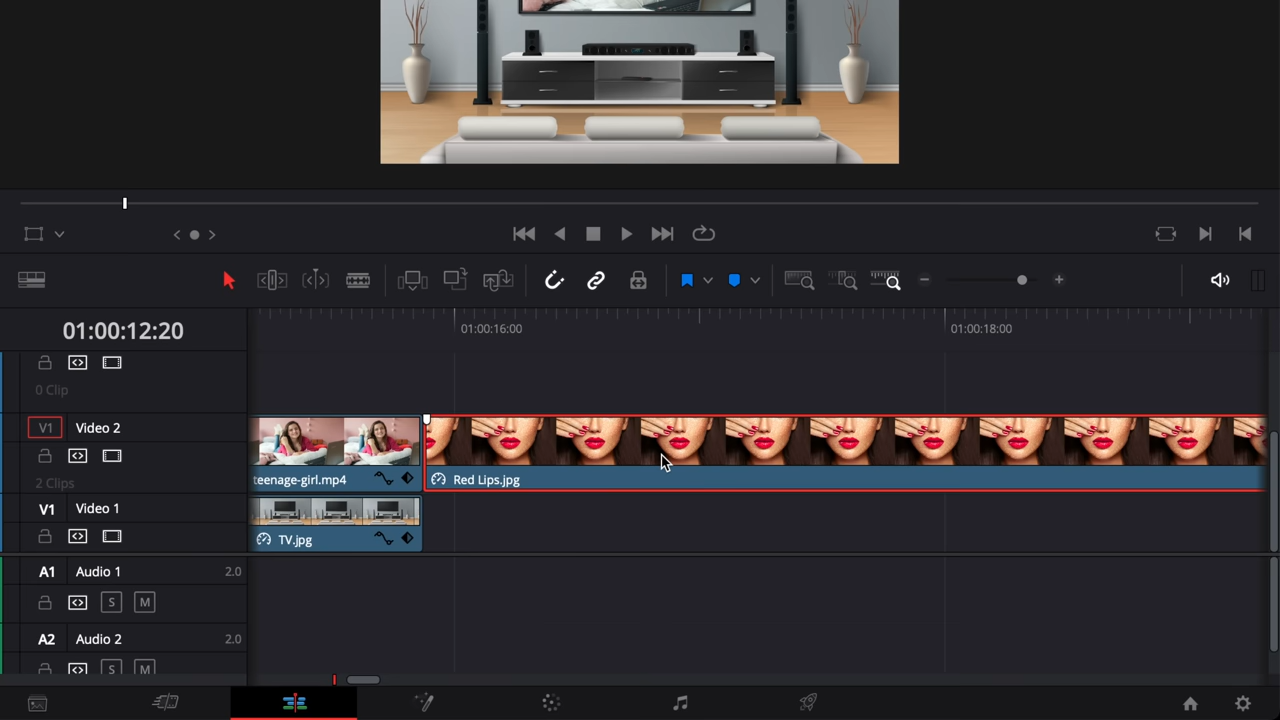 01:00:12:20
01:00:16:00
01:00:18:00
0 Clip
V1 Video 2
2 Clips
teenage-girl.mp4
Red Lips.jpg
V1 Video 1
TV.jpg
A1 Audio 1 2.0
S M
A2 Audio 2 2.0
S M